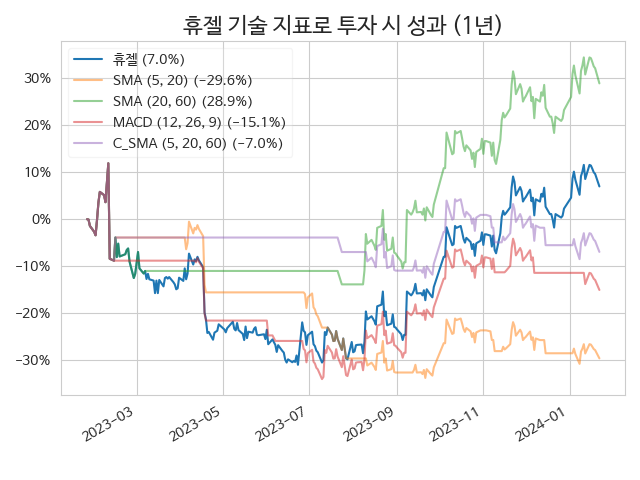 휴젤 기술 지표로 투자 시 성과 (1년)
휴젤 (7.0%)
SMA (5, 20) (−29.6%)
SMA (20, 60) (28.9%)
MACD (12, 26, 9) (−15.1%)
C_SMA (5, 20, 60) (−7.0%)
30%
20%
10%
0%
−10%
−20%
−30%
2023−03
2023−05
2023−07
2023−09
2023−11
2024−01